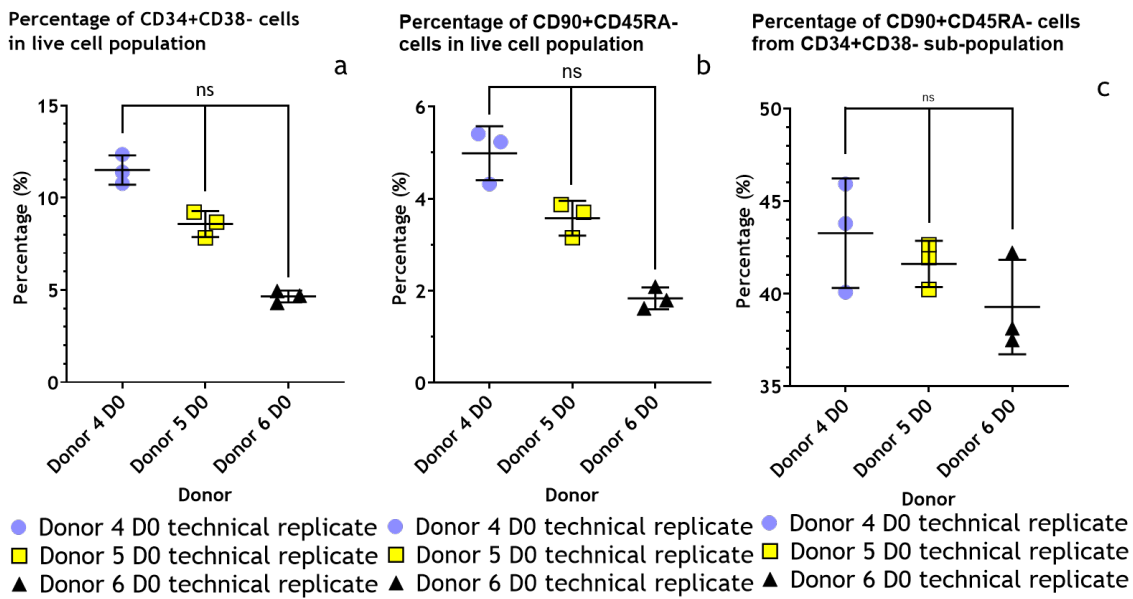 Percentage of CD34+CD38- cells
in live cell population
a
ns
15
10
5
0
Percentage (%)
Donor 4 D0
Donor 5 D0
Donor 6 D0
Donor
Donor 4 D0 technical replicate
Donor 5 D0 technical replicate
Donor 6 D0 technical replicate
Percentage of CD90+CD45RA-
cells in live cell population
b
ns
6
4
2
0
Percentage (%)
Donor 4 D0
Donor 5 D0
Donor 6 D0
Donor
Donor 4 D0 technical replicate
Donor 5 D0 technical replicate
Donor 6 D0 technical replicate
Percentage of CD90+CD45RA- cells
from CD34+CD38- sub-population
c
ns
50
45
40
35
Percentage (%)
Donor 4 D0
Donor 5 D0
Donor 6 D0
Donor
Donor 4 D0 technical replicate
Donor 5 D0 technical replicate
Donor 6 D0 technical replicate